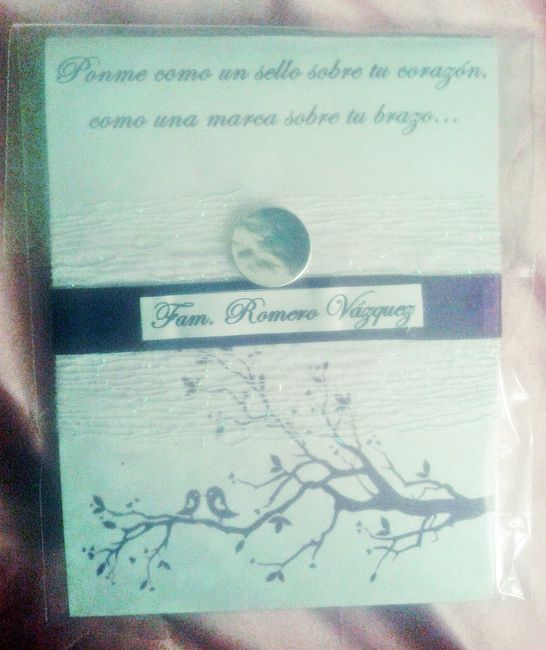 Ponme como un sello sobre tu corazón,
como una marca sobre tu brazo...
Fam. Romero Vázquez